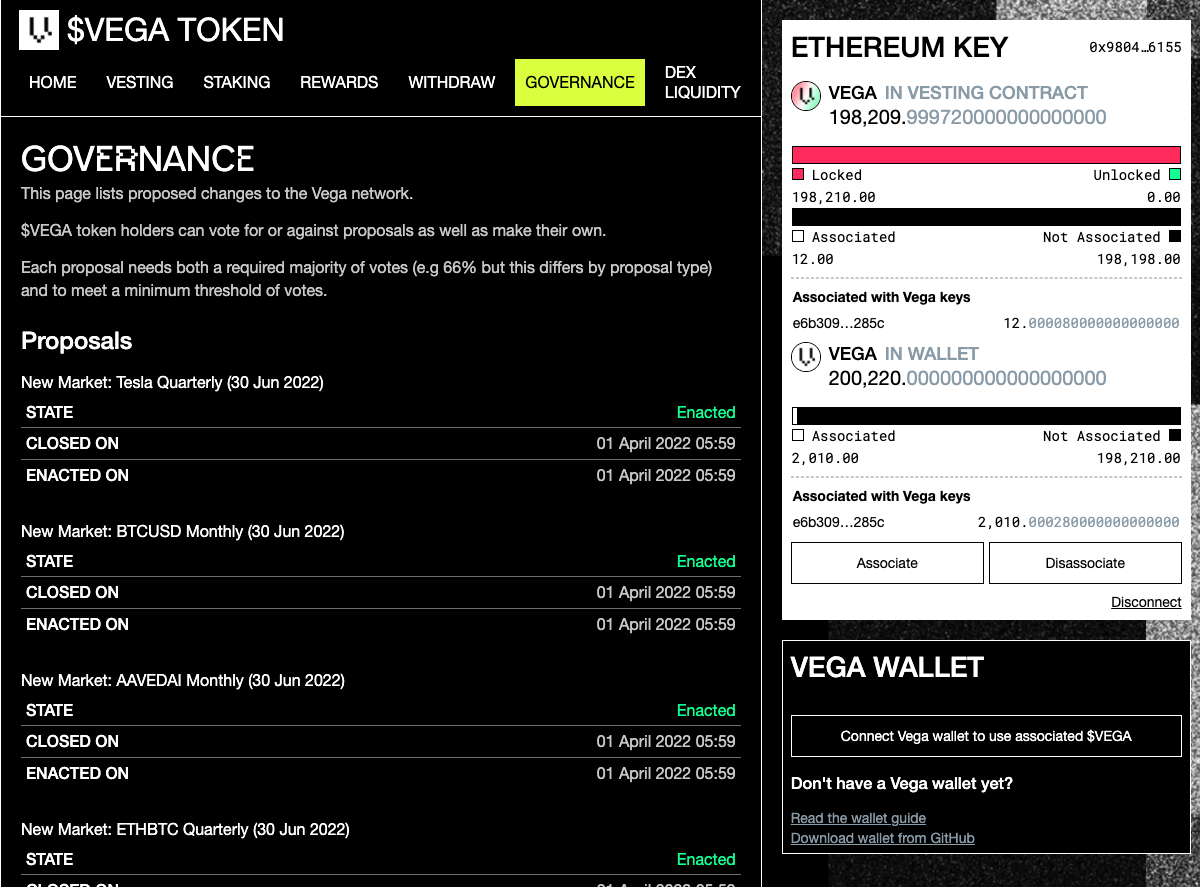 $VEGA TOKEN
HOME VESTING STAKING REWARDS WITHDRAW GOVERNANCE DEX LIQUIDITY
GOVERNANCE
This page lists proposed changes to the Vega network.
$VEGA token holders can vote for or against proposals as well as make their own.
Each proposal needs both a required majority of votes (e.g 66% but this differs by proposal type)
and to meet a minimum threshold of votes.
Proposals
New Market: Tesla Quarterly (30 Jun 2022)
STATE Enacted
CLOSED ON 01 April 2022 05:59
ENACTED ON 01 April 2022 05:59
New Market: BTCUSD Monthly (30 Jun 2022)
STATE Enacted
CLOSED ON 01 April 2022 05:59
ENACTED ON 01 April 2022 05:59
New Market: AAVEDAI Monthly (30 Jun 2022)
STATE Enacted
CLOSED ON 01 April 2022 05:59
ENACTED ON 01 April 2022 05:59
New Market: ETHBTC Quarterly (30 Jun 2022)
STATE Enacted
CLOSED ON 01 April 2022 05:59
ETHEREUM KEY 0x9804…6155
VEGA IN VESTING CONTRACT
198,209.999720000000000000
Locked Unlocked
198,210.00 0.00
Associated Not Associated
12.00 198,198.00
Associated with Vega keys
e6b309…285c 12.000080000000000000
VEGA IN WALLET
200,220.000000000000000000
Associated Not Associated
2,010.00 198,210.00
Associated with Vega keys
e6b309…285c 2,010.000280000000000000
Associate Disassociate
Disconnect
VEGA WALLET
Connect Vega wallet to use associated $VEGA
Don't have a Vega wallet yet?
Read the wallet guide
Download wallet from GitHub